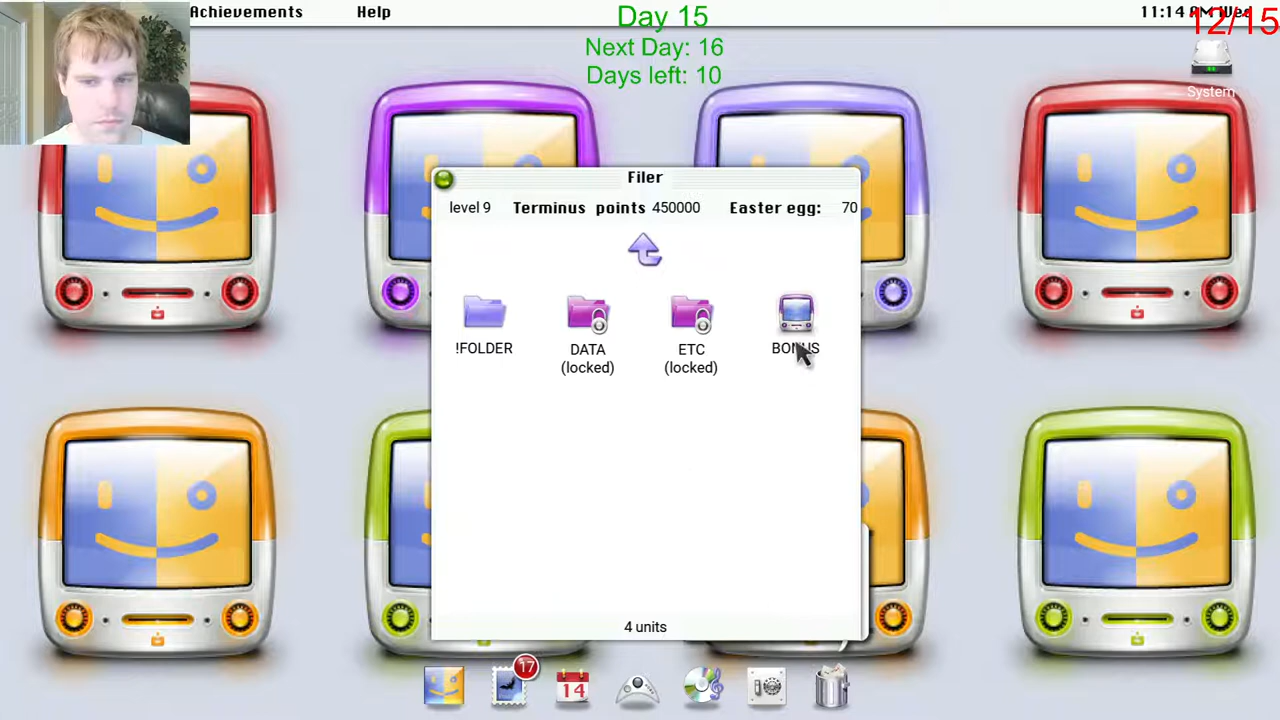 Achievements Help
11:14 AM Wed
12/15
Day 15
Next Day: 16
Days left: 10
System
Filer
level 9 Terminus points 450000 Easter egg: 70
!FOLDER
DATA
(locked)
ETC
(locked)
BONUS
4 units
17
14